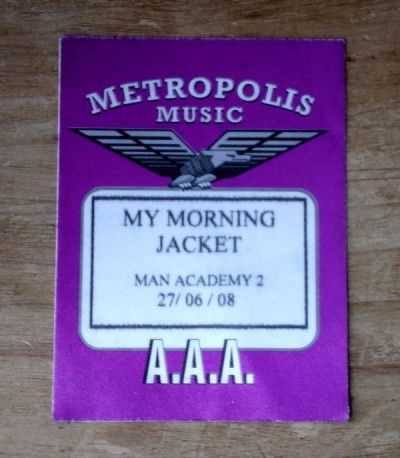 METROPOLIS
MUSIC
MY MORNING
JACKET
MAN ACADEMY 2
27/ 06 / 08
A.A.A.